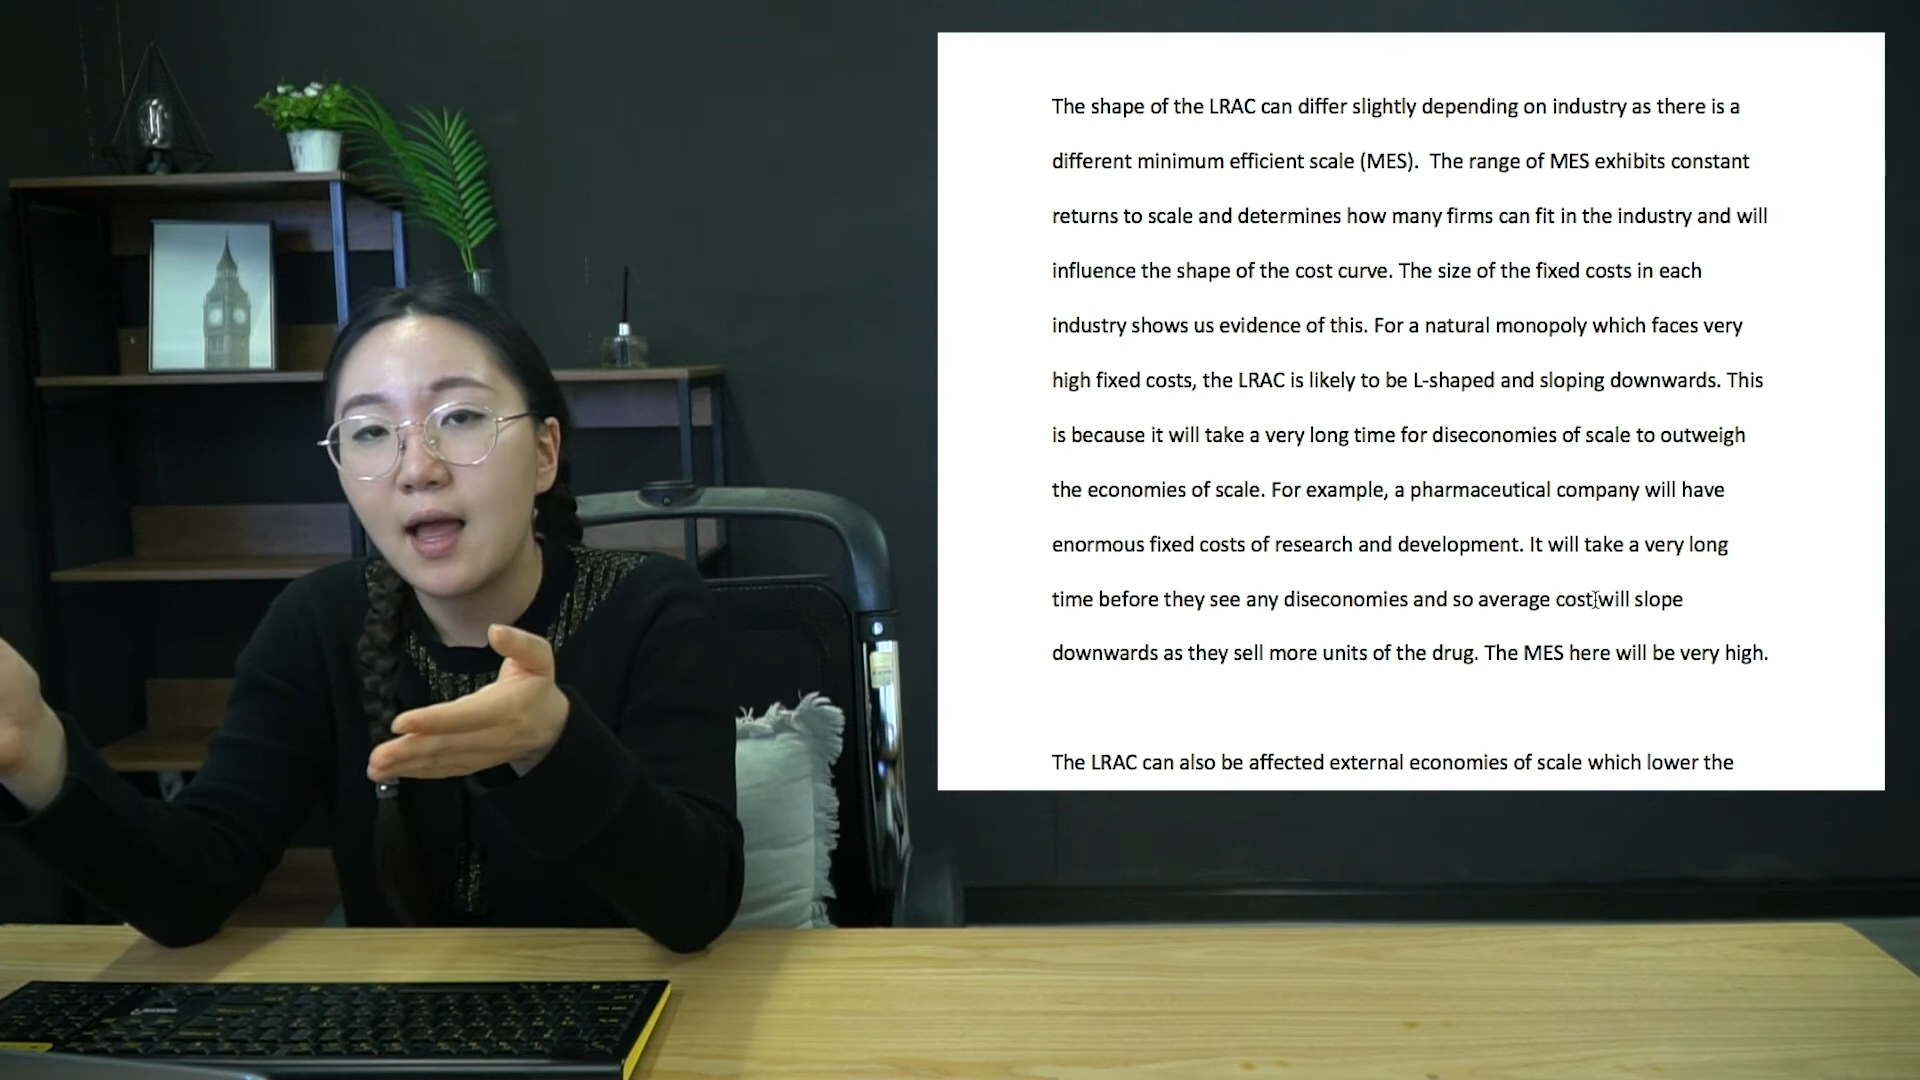 The shape of the LRAC can differ slightly depending on industry as there is a
different minimum efficient scale (MES).  The range of MES exhibits constant
returns to scale and determines how many firms can fit in the industry and will
influence the shape of the cost curve. The size of the fixed costs in each
industry shows us evidence of this. For a natural monopoly which faces very
high fixed costs, the LRAC is likely to be L-shaped and sloping downwards. This
is because it will take a very long time for diseconomies of scale to outweigh
the economies of scale. For example, a pharmaceutical company will have
enormous fixed costs of research and development. It will take a very long
time before they see any diseconomies and so average cost will slope
downwards as they sell more units of the drug. The MES here will be very high.
The LRAC can also be affected external economies of scale which lower the